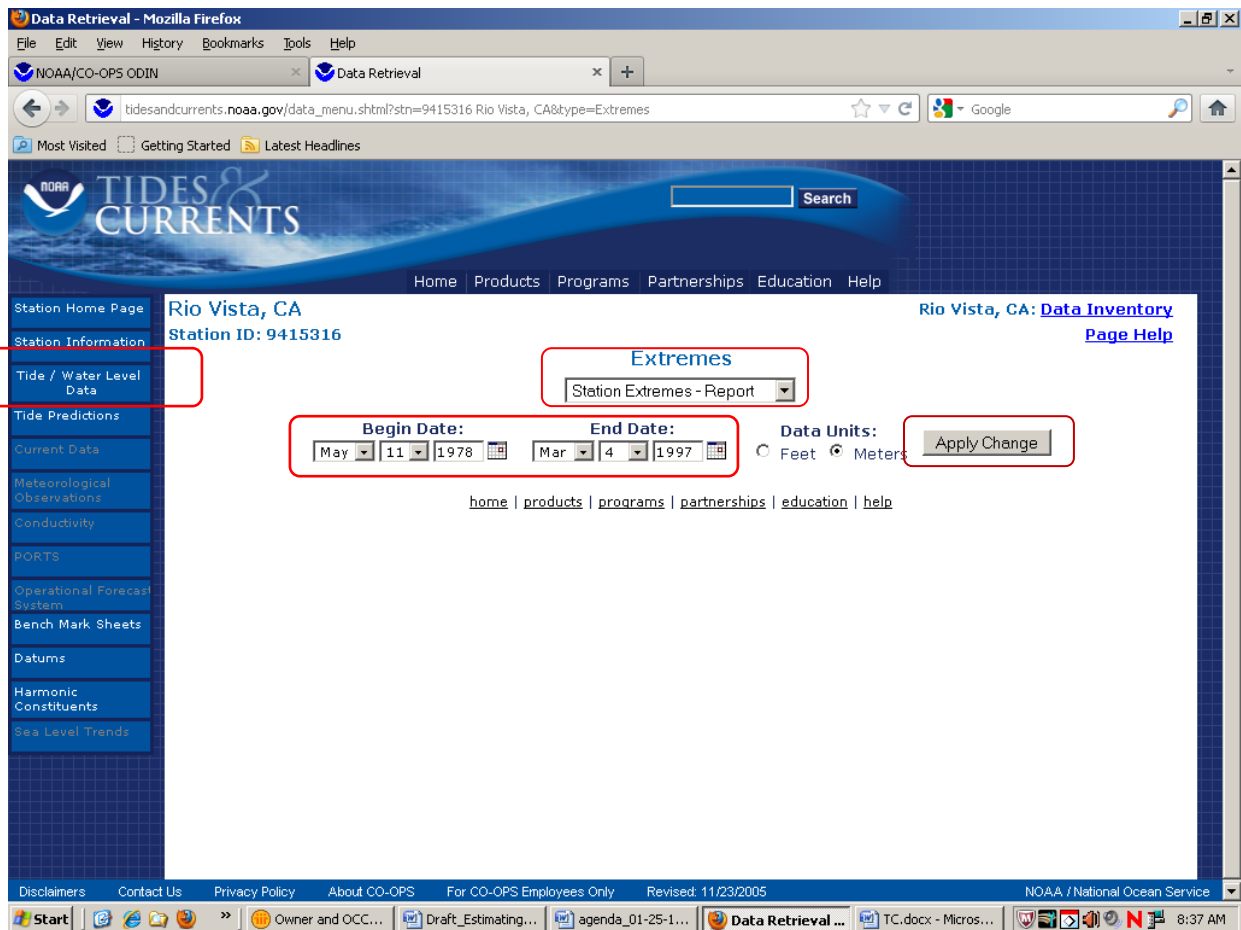 Data Retrieval - Mozilla Firefox
File Edit View History Bookmarks Tools Help
NOAA/CO-OPS ODIN
Data Retrieval
tidesandcurrents.noaa.gov/data_menu.shtml?stn=9415316 Rio Vista, CA&type=Extremes
Google
Most Visited Getting Started Latest Headlines
NOAA
TIDES &
CURRENTS
Search
Home Products Programs Partnerships Education Help
Station Home Page
Station Information
Tide / Water Level
Data
Tide Predictions
Current Data
Meteorological
Observations
Conductivity
PORTS
Operational Forecast
System
Bench Mark Sheets
Datums
Harmonic
Constituents
Sea Level Trends
Rio Vista, CA
Station ID: 9415316
Rio Vista, CA: Data Inventory
Page Help
Extremes
Station Extremes - Report
Begin Date: End Date: Data Units:
May 11 1978 Mar 4 1997 Feet Meters Apply Change
home | products | programs | partnerships | education | help
Disclaimers Contact Us Privacy Policy About CO-OPS For CO-OPS Employees Only Revised: 11/23/2005 NOAA / National Ocean Service
Start » Owner and OCC... Draft_Estimating... agenda_01-25-1... Data Retrieval ... TC.docx - Micros... N 8:37 AM